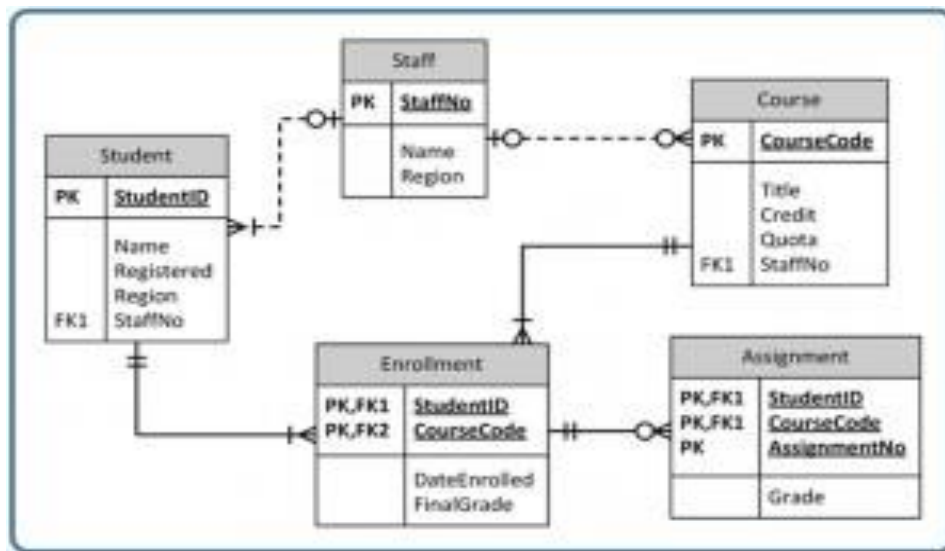 Staff
PK StaffNo
Name
Region
Course
PK CourseCode
Title
Credit
Quota
FK1 StaffNo
Student
PK StudentID
Name
Registered
Region
FK1 StaffNo
Enrollment
PK,FK1 StudentID
PK,FK2 CourseCode
DateEnrolled
FinalGrade
Assignment
PK,FK1 StudentID
PK,FK1 CourseCode
PK AssignmentNo
Grade